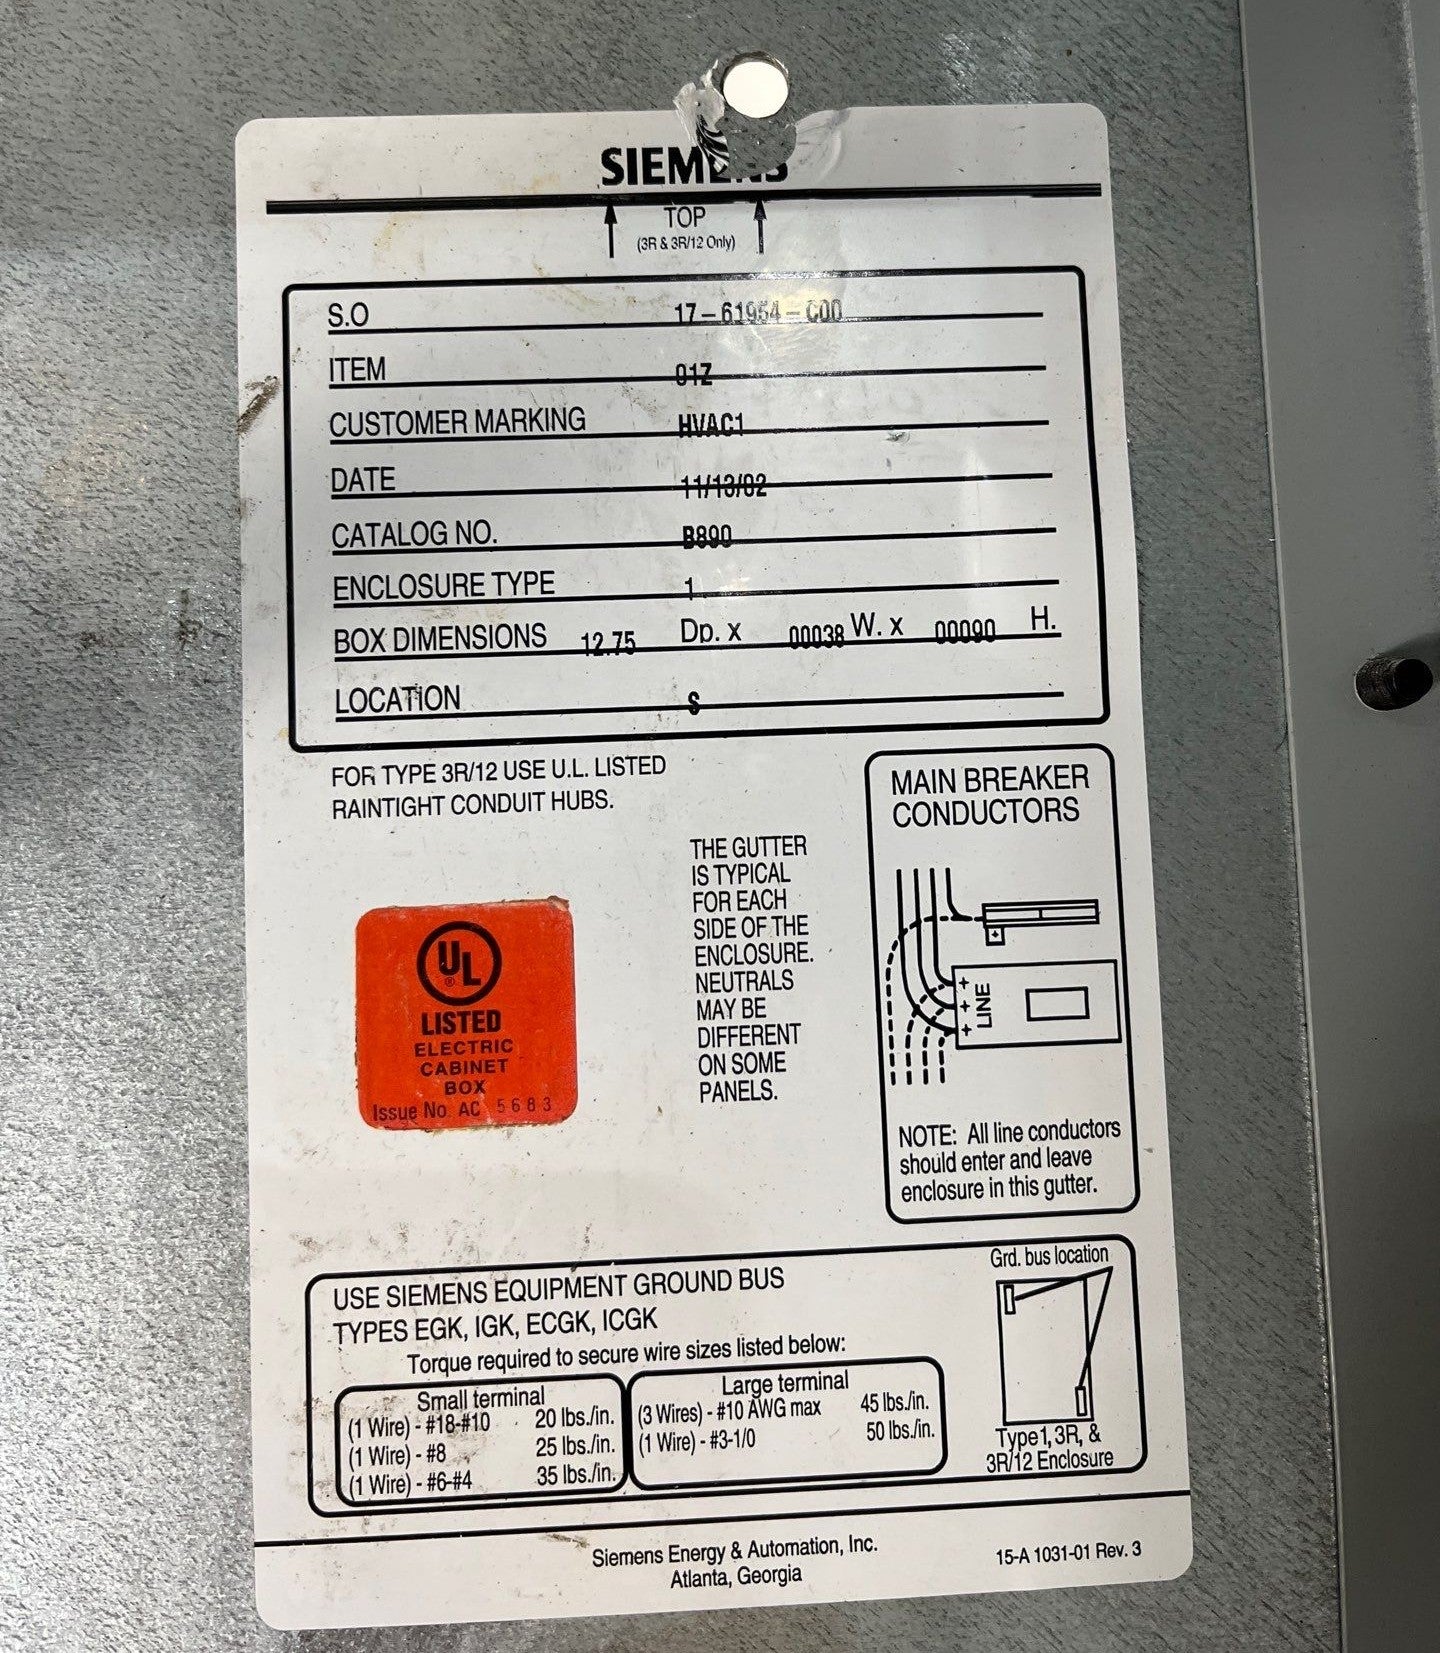 SIEMENS
TOP
(3R & 3R/12 Only)
S.O 17-61954-C00
ITEM 01Z
CUSTOMER MARKING HVAC1
DATE 11/13/02
CATALOG NO. B890
ENCLOSURE TYPE 1
BOX DIMENSIONS 12.75 Dp. x 00038 W. x 00090 H.
LOCATION S
FOR TYPE 3R/12 USE U.L. LISTED
RAINTIGHT CONDUIT HUBS.
UL
®
LISTED
ELECTRIC
CABINET
BOX
Issue No. AC 5683
THE GUTTER
IS TYPICAL
FOR EACH
SIDE OF THE
ENCLOSURE.
NEUTRALS
MAY BE
DIFFERENT
ON SOME
PANELS.
MAIN BREAKER
CONDUCTORS
LINE
NOTE: All line conductors
should enter and leave
enclosure in this gutter.
USE SIEMENS EQUIPMENT GROUND BUS
TYPES EGK, IGK, ECGK, ICGK
Torque required to secure wire sizes listed below:
Small terminal
(1 Wire) - #18-#10 20 lbs./in.
(1 Wire) - #8 25 lbs./in.
(1 Wire) - #6-#4 35 lbs./in.
Large terminal
(3 Wires) - #10 AWG max 45 lbs./in.
(1 Wire) - #3-1/0 50 lbs./in.
Grd. bus location
Type1, 3R, &
3R/12 Enclosure
Siemens Energy & Automation, Inc.
Atlanta, Georgia
15-A 1031-01 Rev. 3